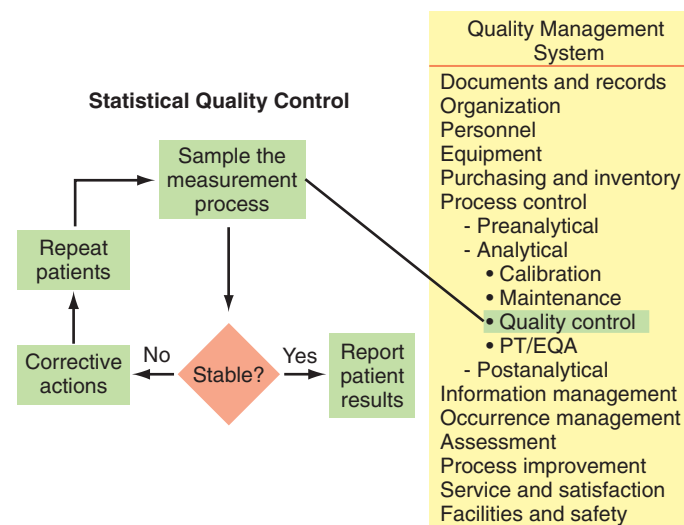 Statistical Quality Control
Sample the
measurement
process
Repeat
patients
Corrective
actions
No
Stable?
Yes
Report
patient
results
Quality Management
System
Documents and records
Organization
Personnel
Equipment
Purchasing and inventory
Process control
- Preanalytical
- Analytical
• Calibration
• Maintenance
• Quality control
• PT/EQA
- Postanalytical
Information management
Occurrence management
Assessment
Process improvement
Service and satisfaction
Facilities and safety